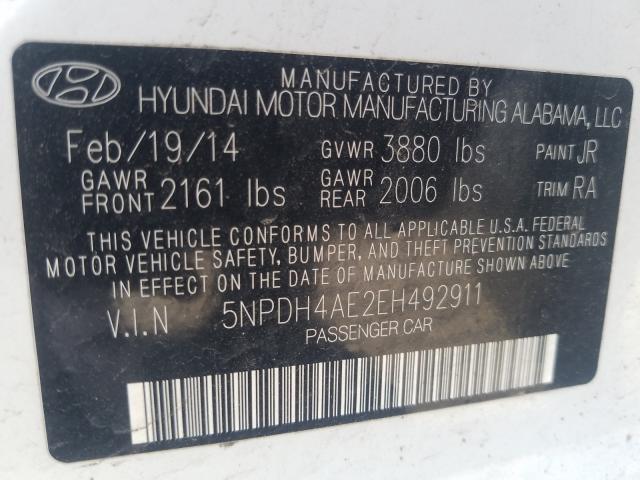 MANUFACTURED BY
HYUNDAI MOTOR MANUFACTURING ALABAMA, LLC
Feb/19/14 GVWR 3880 lbs PAINT JR
GAWR FRONT 2161 lbs GAWR REAR 2006 lbs TRIM RA
THIS VEHICLE CONFORMS TO ALL APPLICABLE U.S.A. FEDERAL
MOTOR VEHICLE SAFETY, BUMPER, AND THEFT PREVENTION STANDARDS
IN EFFECT ON THE DATE OF MANUFACTURE SHOWN ABOVE
V.I.N 5NPDH4AE2EH492911
PASSENGER CAR